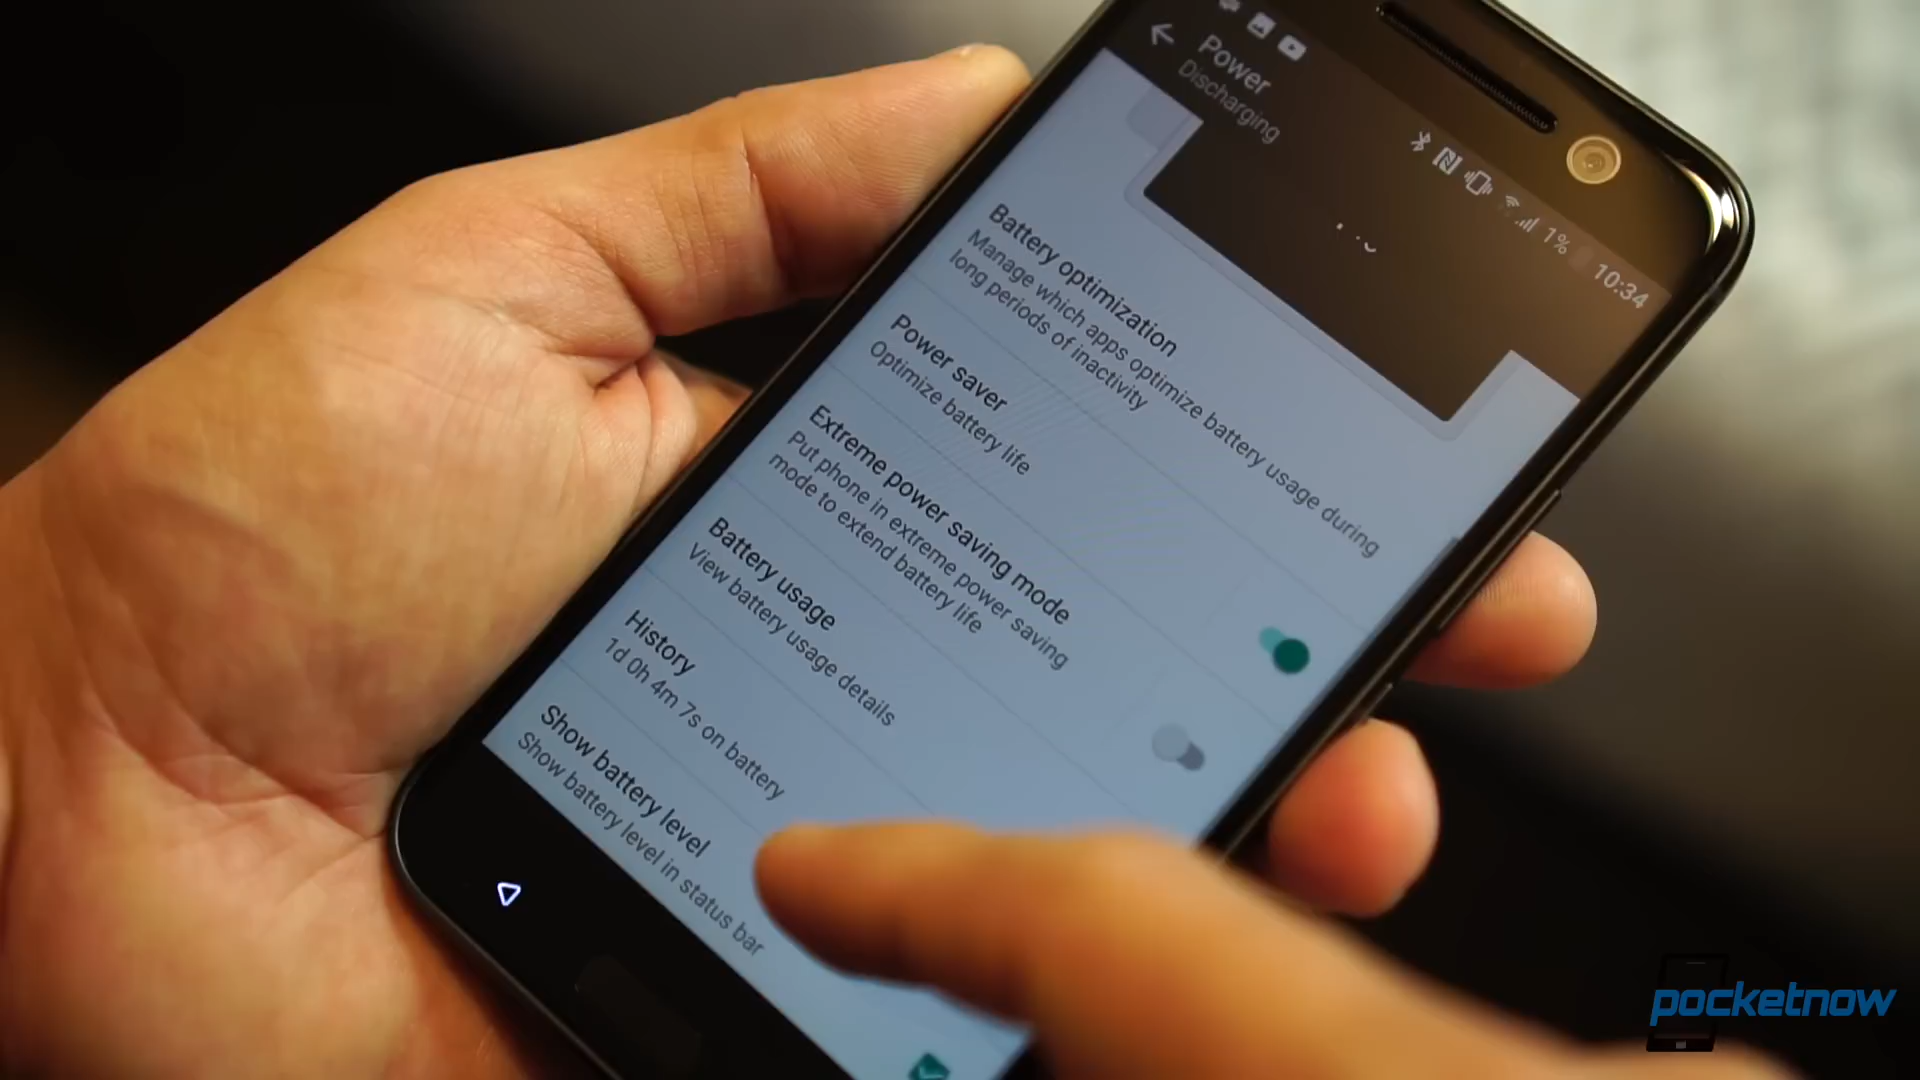 1% 10:34
Power
Discharging
Battery optimization
Manage which apps optimize battery usage during
long periods of inactivity
Power saver
Optimize battery life
Extreme power saving mode
Put phone in extreme power saving
mode to extend battery life
Battery usage
View battery usage details
History
1d 0h 4m 7s on battery
Show battery level
Show battery level in status bar
pocketnow